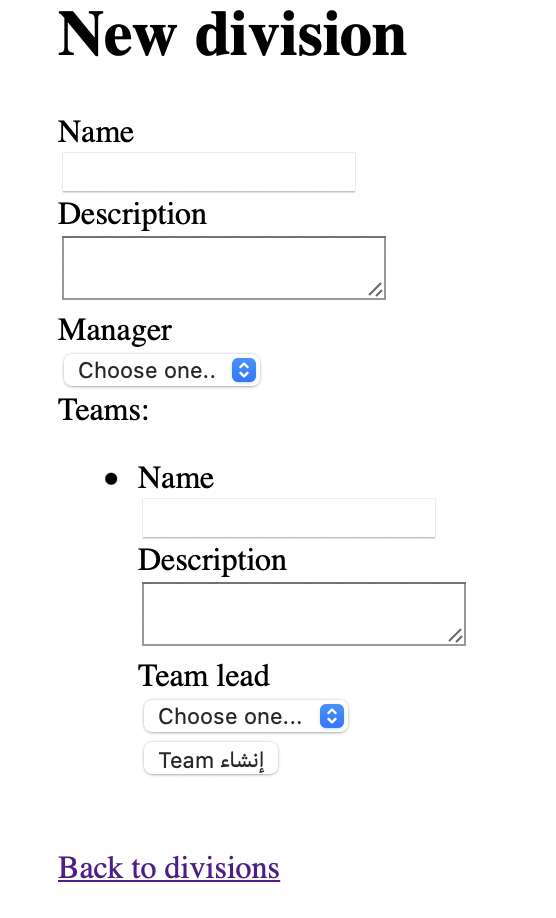 New division
Name
Description
Manager
Choose one..
Teams:
Name
Description
Team lead
Choose one...
إنشاء Team
Back to divisions